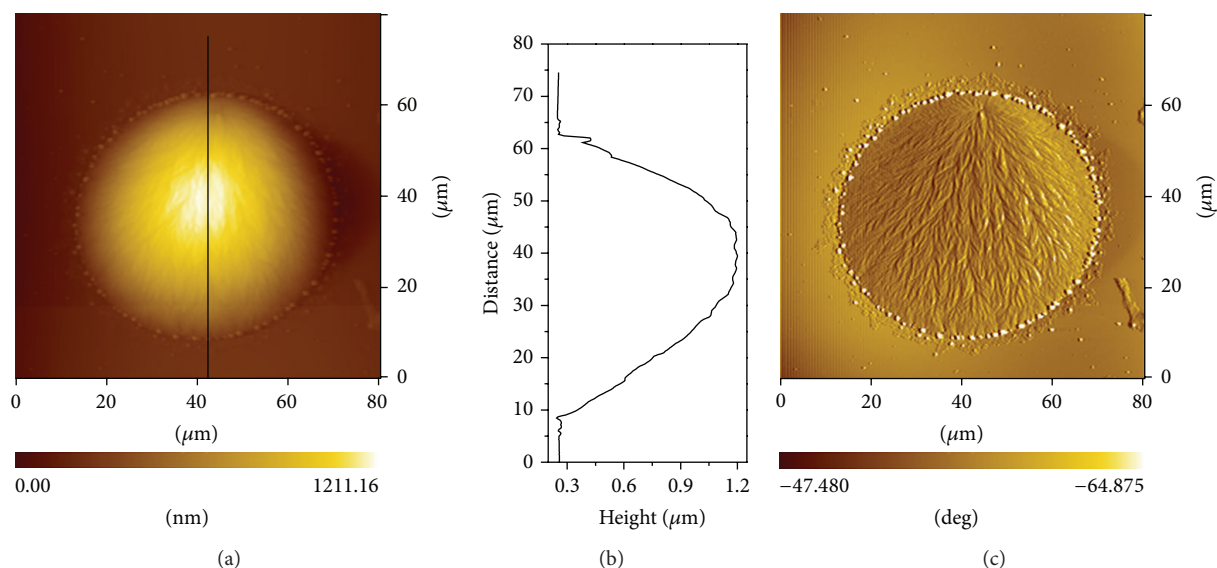 60
40
20
0
(μm)
0 20 40 60 80
(μm)
0.00 1211.16
(nm)
(a)
80
70
60
50
40
30
20
10
0
Distance (μm)
0.3 0.6 0.9 1.2
Height (μm)
(b)
60
40
20
0
(μm)
0 20 40 60 80
(μm)
−47.480 −64.875
(deg)
(c)